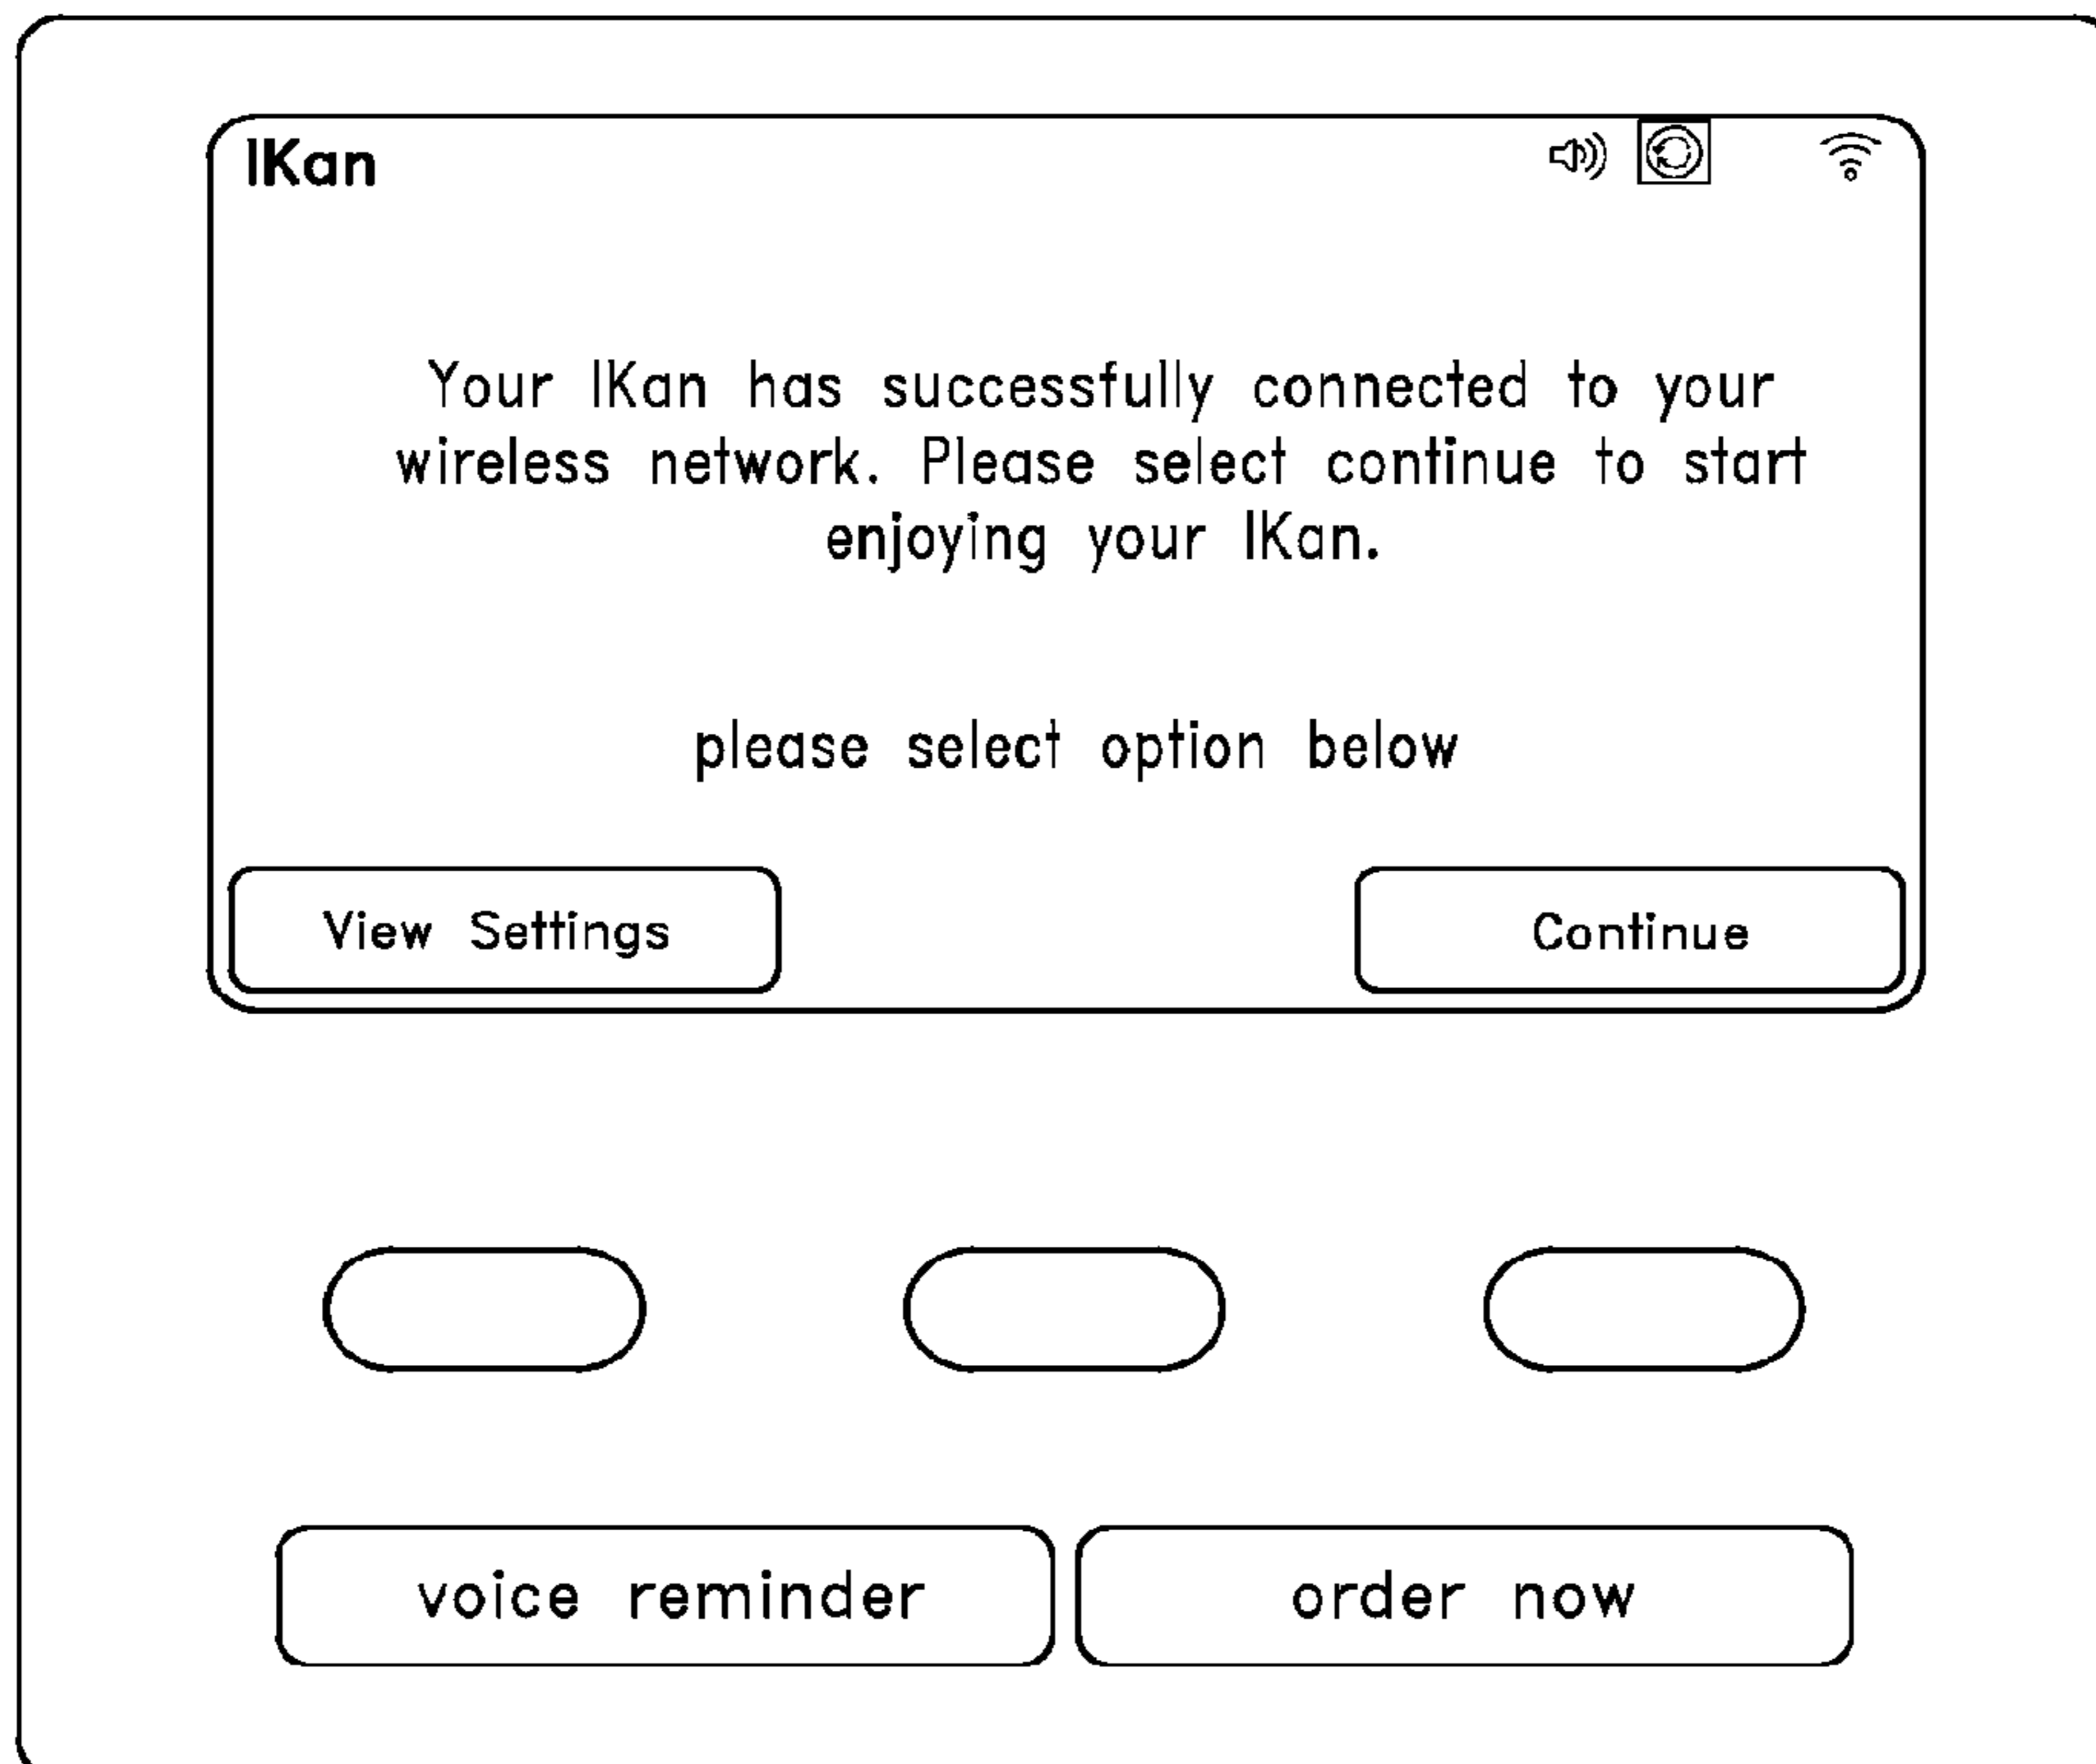 IKan
Your IKan has successfully connected to your
wireless network. Please select continue to start
enjoying your IKan.
please select option below
View Settings
Continue
voice reminder
order now